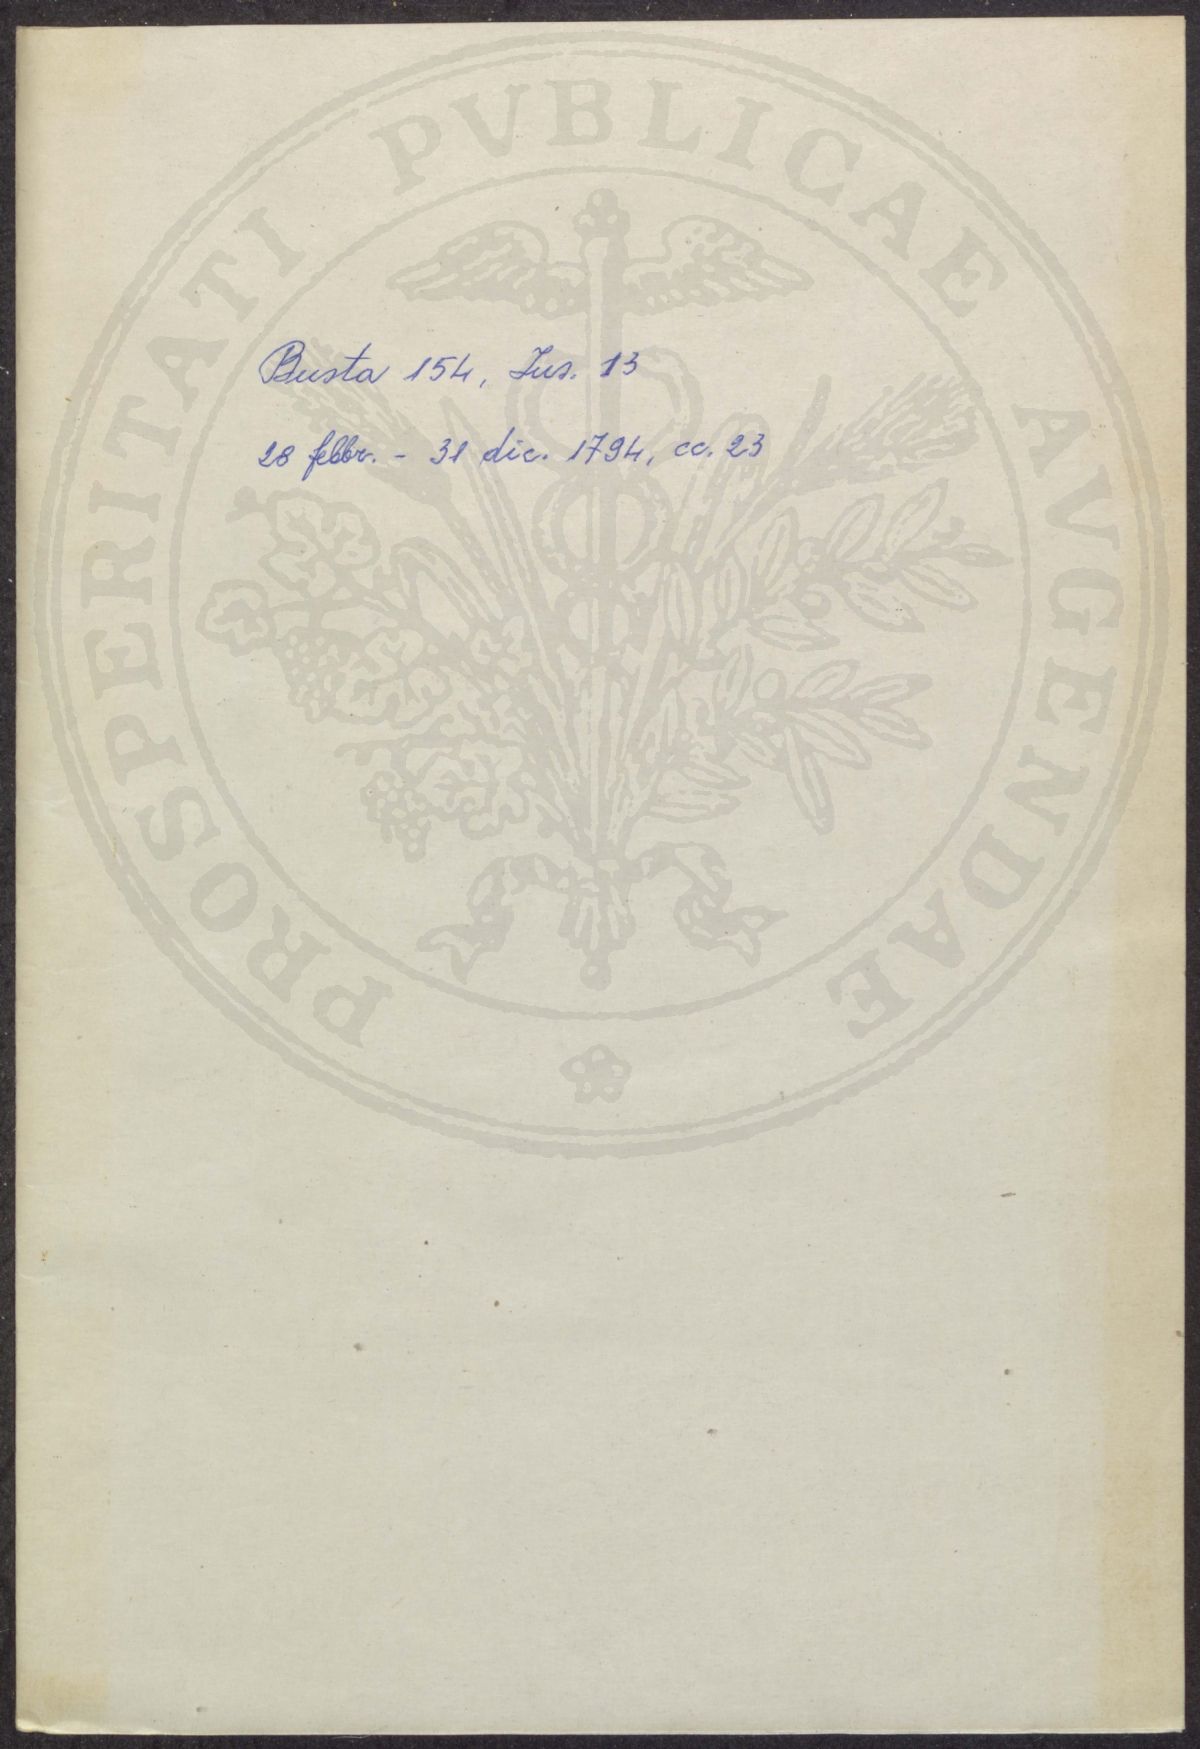 PROSPERITATI PVBLICAE AVGENDAE
Busta 154, Ins. 13
28 febbr. - 31 dic. 1794, cc. 23